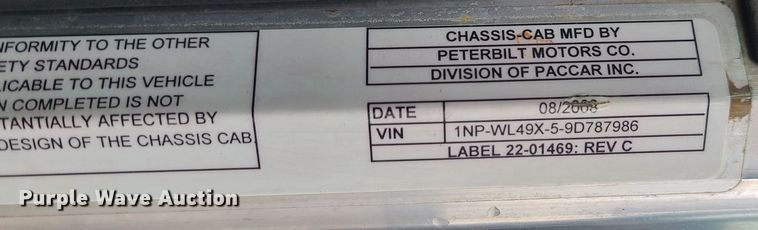 NFORMITY TO THE OTHER
ETY STANDARDS
LICABLE TO THIS VEHICLE
N COMPLETED IS NOT
TANTIALLY AFFECTED BY
DESIGN OF THE CHASSIS CAB.
CHASSIS-CAB MFD BY
PETERBILT MOTORS CO.
DIVISION OF PACCAR INC.
DATE 08/2008
VIN 1NP-WL49X-5-9D787986
LABEL 22-01469: REV C
Purple Wave Auction